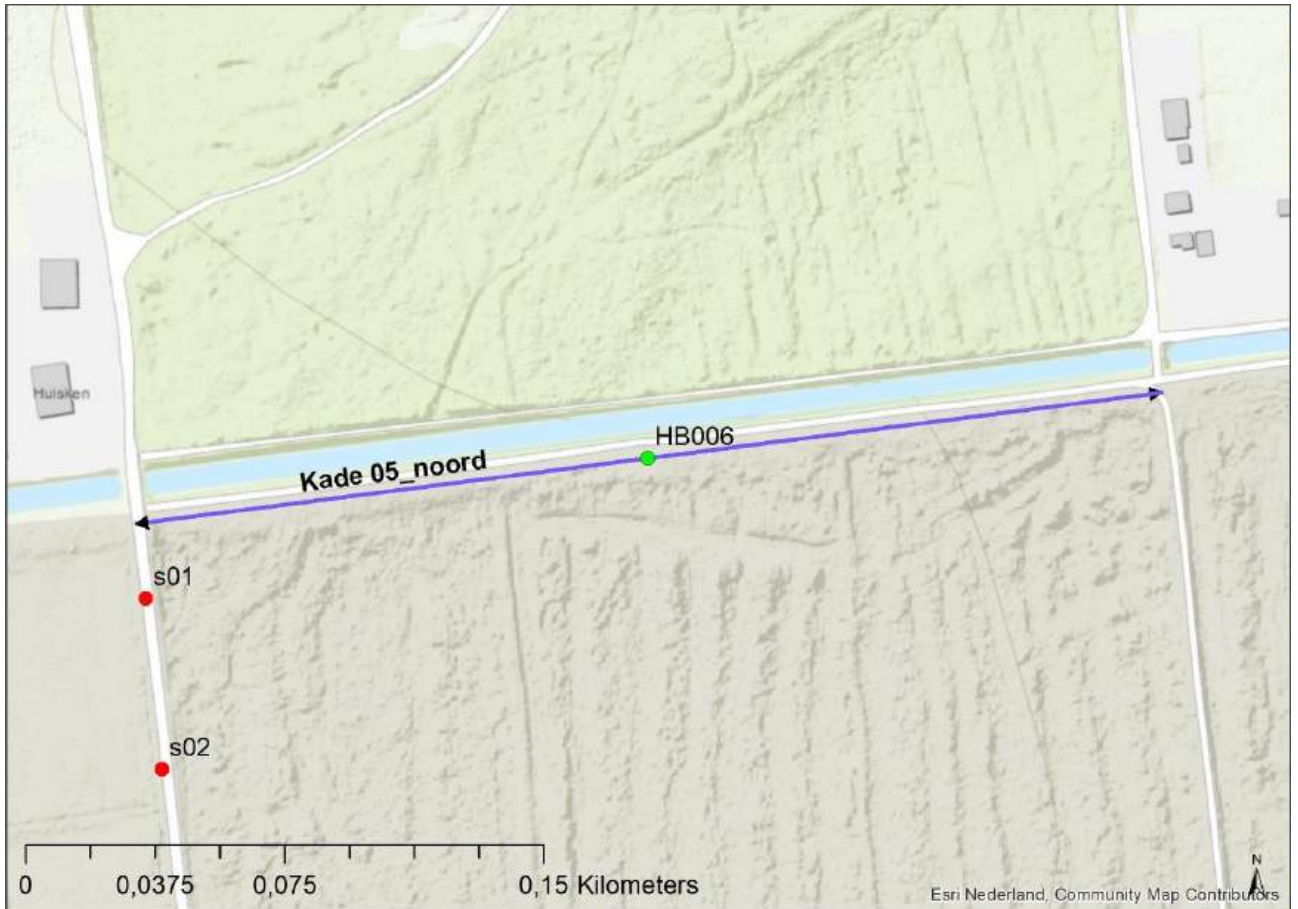 Huisken
HB006
Kade 05_noord
s01
s02
0 0,0375 0,075 0,15 Kilometers
N
Esri Nederland, Community Map Contributors